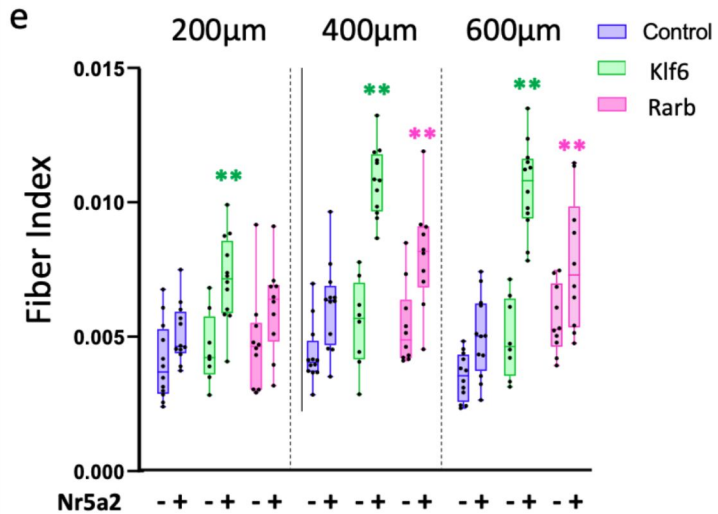 e
200µm 400µm 600µm
Control
Klf6
Rarb
Fiber Index
0.015
0.010
0.005
0.000
** ** ** ** **
Nr5a2 - + - + - + - + - + - + - + - + - +